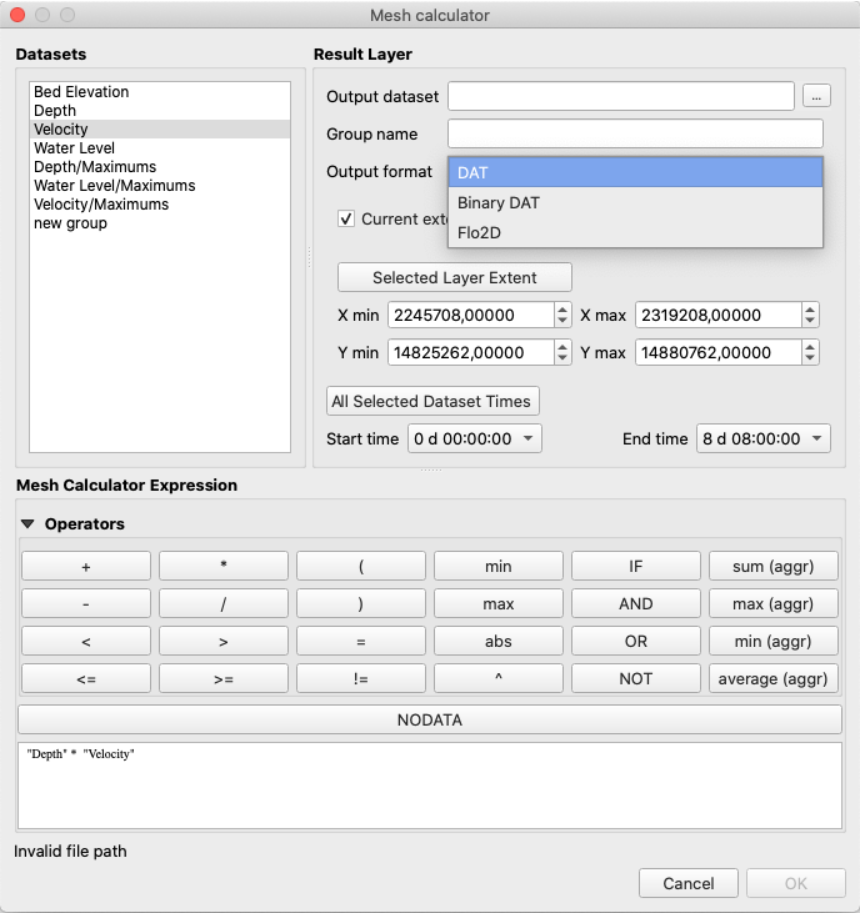 Mesh calculator
Datasets
Bed Elevation
Depth
Velocity
Water Level
Depth/Maximums
Water Level/Maximums
Velocity/Maximums
new group
Result Layer
Output dataset ...
Group name
Output format DAT
Binary DAT
Flo2D
Current exte
Selected Layer Extent
X min 2245708,00000 X max 2319208,00000
Y min 14825262,00000 Y max 14880762,00000
All Selected Dataset Times
Start time 0 d 00:00:00 End time 8 d 08:00:00
Mesh Calculator Expression
Operators
+ * ( min IF sum (aggr)
- / ) max AND max (aggr)
< > = abs OR min (aggr)
<= >= != ^ NOT average (aggr)
NODATA
"Depth" * "Velocity"
Invalid file path
Cancel OK